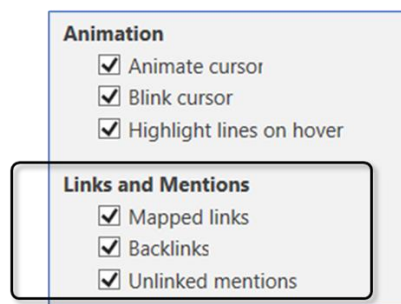 Animation
Animate cursor
Blink cursor
Highlight lines on hover
Links and Mentions
Mapped links
Backlinks
Unlinked mentions